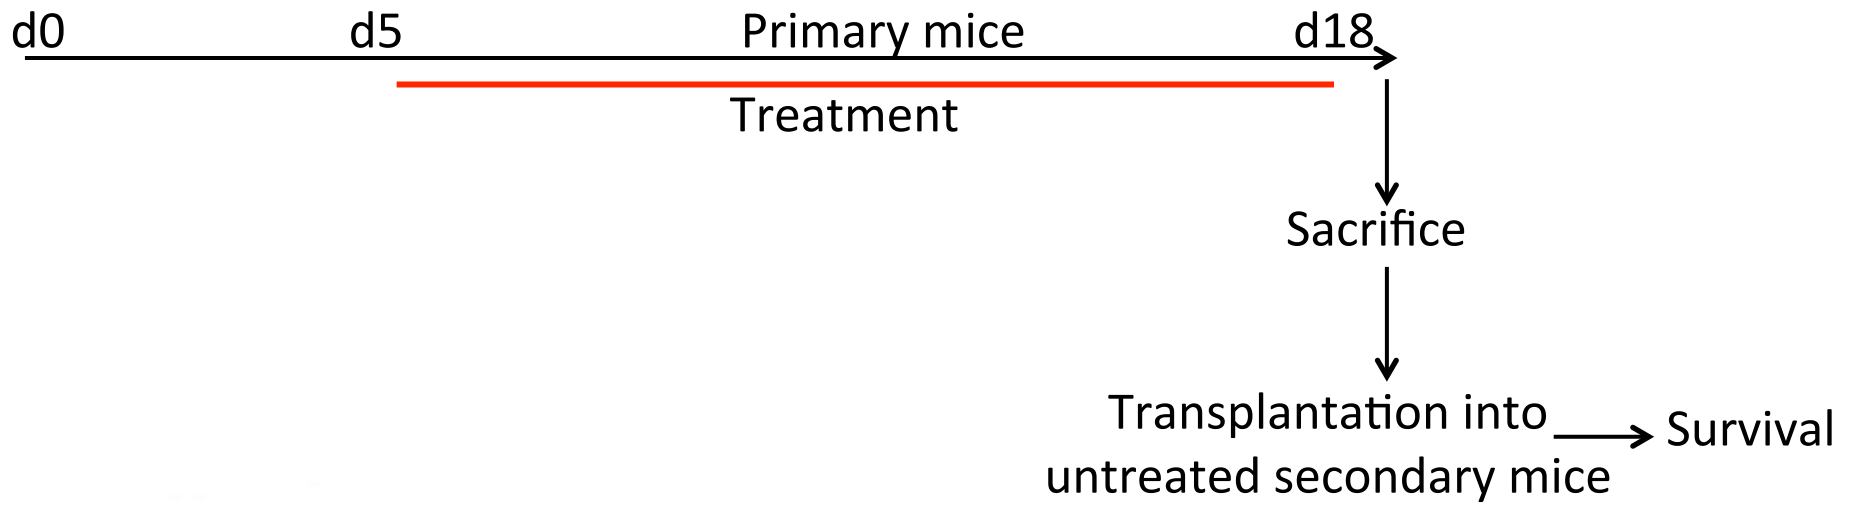 d0 d5 Primary mice d18
Treatment
Sacrifice
Transplantation into
untreated secondary mice
Survival